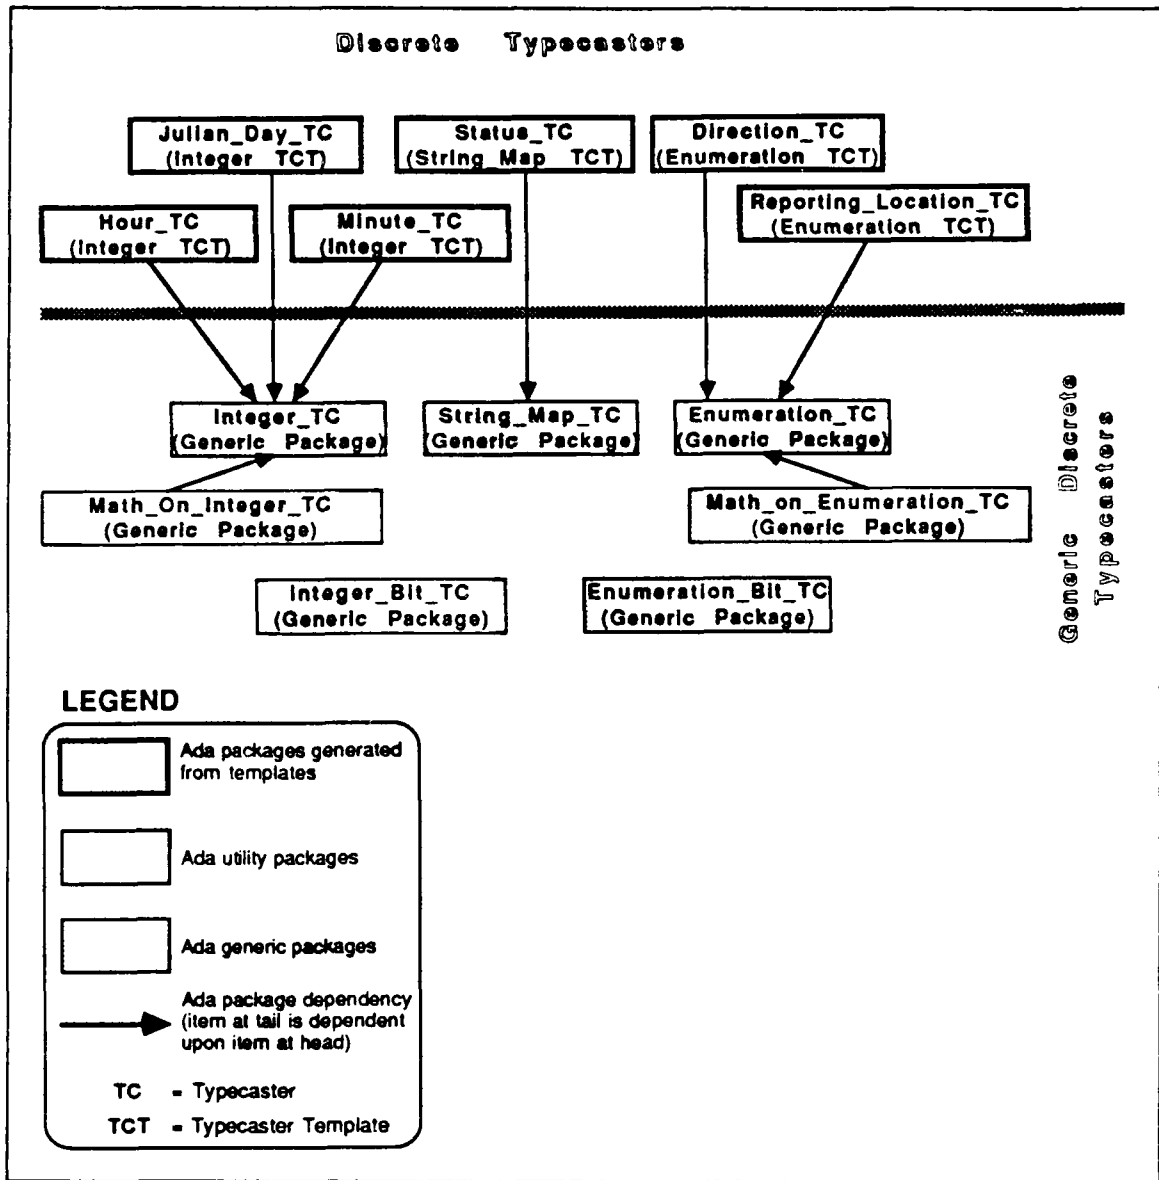 Discrete Typecasters
Julian_Day_TC
(Integer TCT)
Status_TC
(String_Map TCT)
Direction_TC
(Enumeration TCT)
Hour_TC
(Integer TCT)
Minute_TC
(Integer TCT)
Reporting_Location_TC
(Enumeration TCT)
Integer_TC
(Generic Package)
String_Map_TC
(Generic Package)
Enumeration_TC
(Generic Package)
Math_On_Integer_TC
(Generic Package)
Math_on_Enumeration_TC
(Generic Package)
Integer_Bit_TC
(Generic Package)
Enumeration_Bit_TC
(Generic Package)
Generic Discrete
Typecasters
LEGEND
Ada packages generated
from templates
Ada utility packages
Ada generic packages
Ada package dependency
(item at tail is dependent
upon item at head)
TC = Typecaster
TCT = Typecaster Template